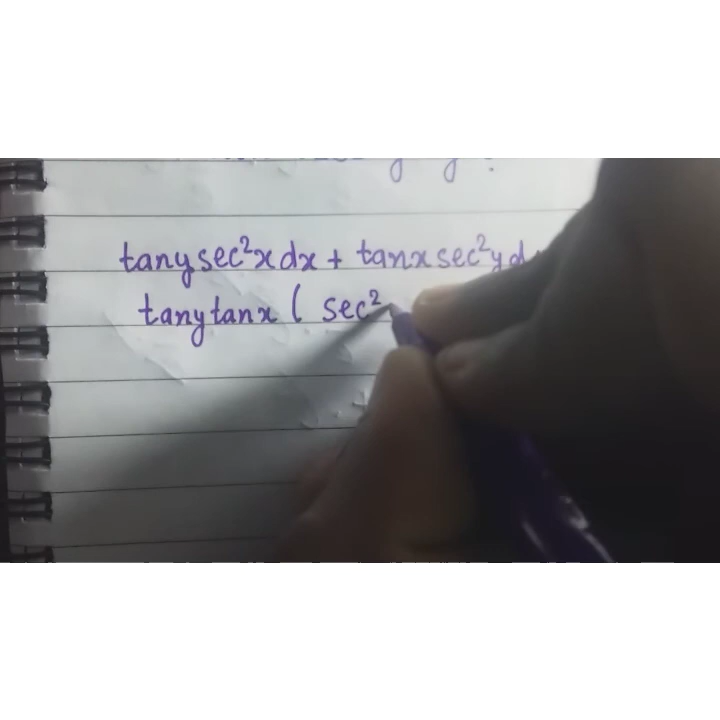 tany sec²x dx + tanx sec²y d
tany tanx ( sec²